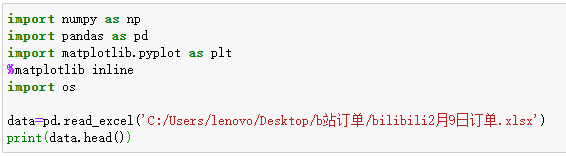 import numpy as np
import pandas as pd
import matplotlib.pyplot as plt
%matplotlib inline
import os
data=pd.read_excel('C:/Users/lenovo/Desktop/b站订单/bilibili2月9日订单.xlsx')
print(data.head())